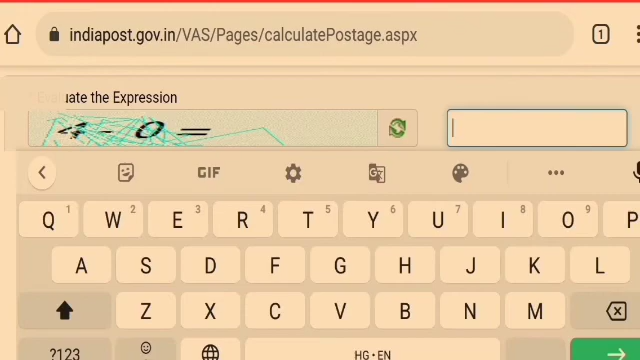 indiapost.gov.in/VAS/Pages/calculatePostage.aspx
1
Evaluate the Expression
4 - 0 =
GIF
Q 1 W 2 E 3 R 4 T 5 Y 6 U 7 I 8 O 9 P
A S D F G H J K L
Z X C V B N M
?123
HG • EN